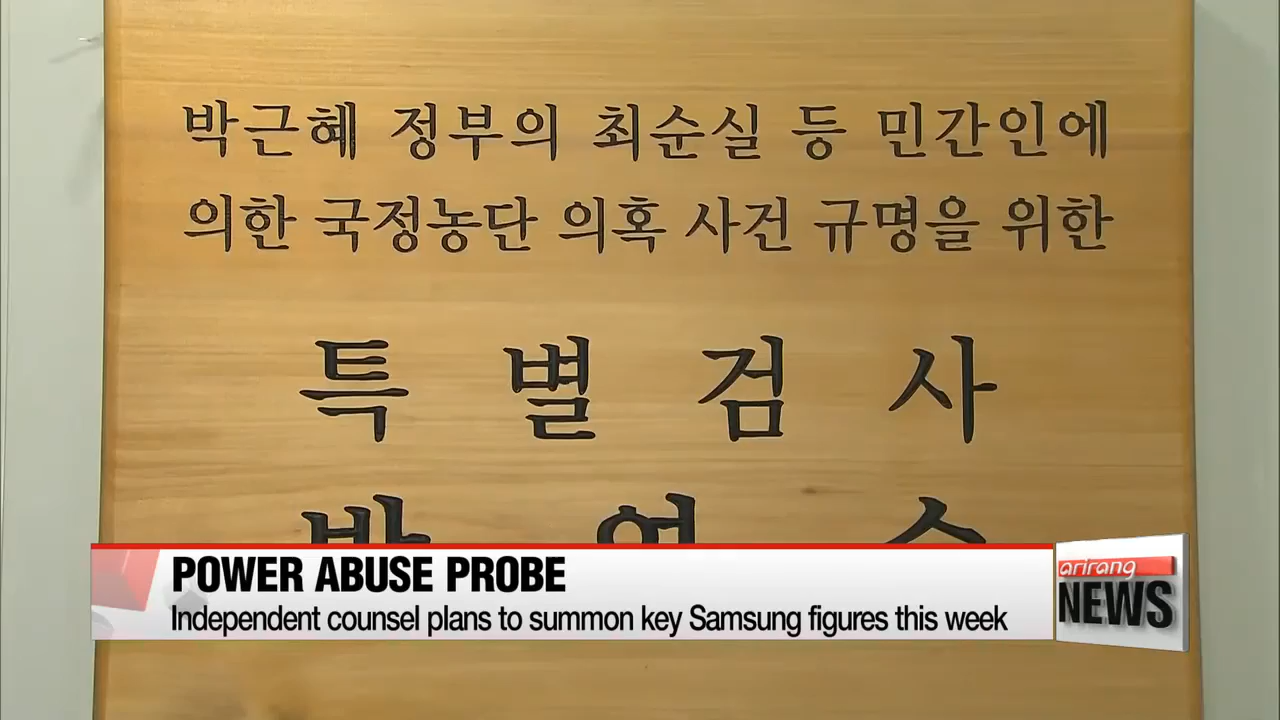 박근혜 정부의 최순실 등 민간인에
의한 국정농단 의혹 사건 규명을 위한
특 별 검 사
POWER ABUSE PROBE
Independent counsel plans to summon key Samsung figures this week
arirang
NEWS